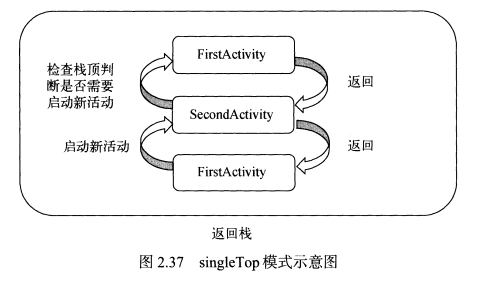 FirstActivity
检查栈顶判
断是否需要
启动新活动
返回
SecondActivity
启动新活动
返回
FirstActivity
返回栈
图 2.37 singleTop 模式示意图